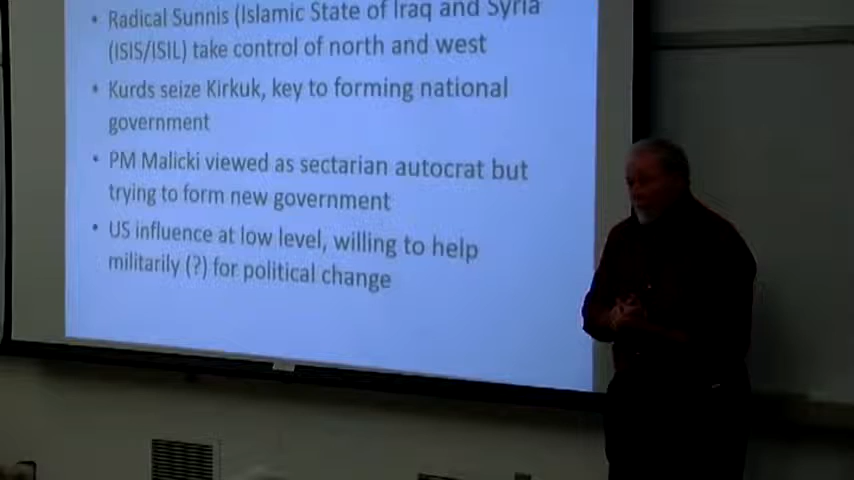 • Radical Sunnis (Islamic State of Iraq and Syria
(ISIS/ISIL) take control of north and west
• Kurds seize Kirkuk, key to forming national
government
• PM Malicki viewed as sectarian autocrat but
trying to form new government
• US influence at low level, willing to help
militarily (?) for political change